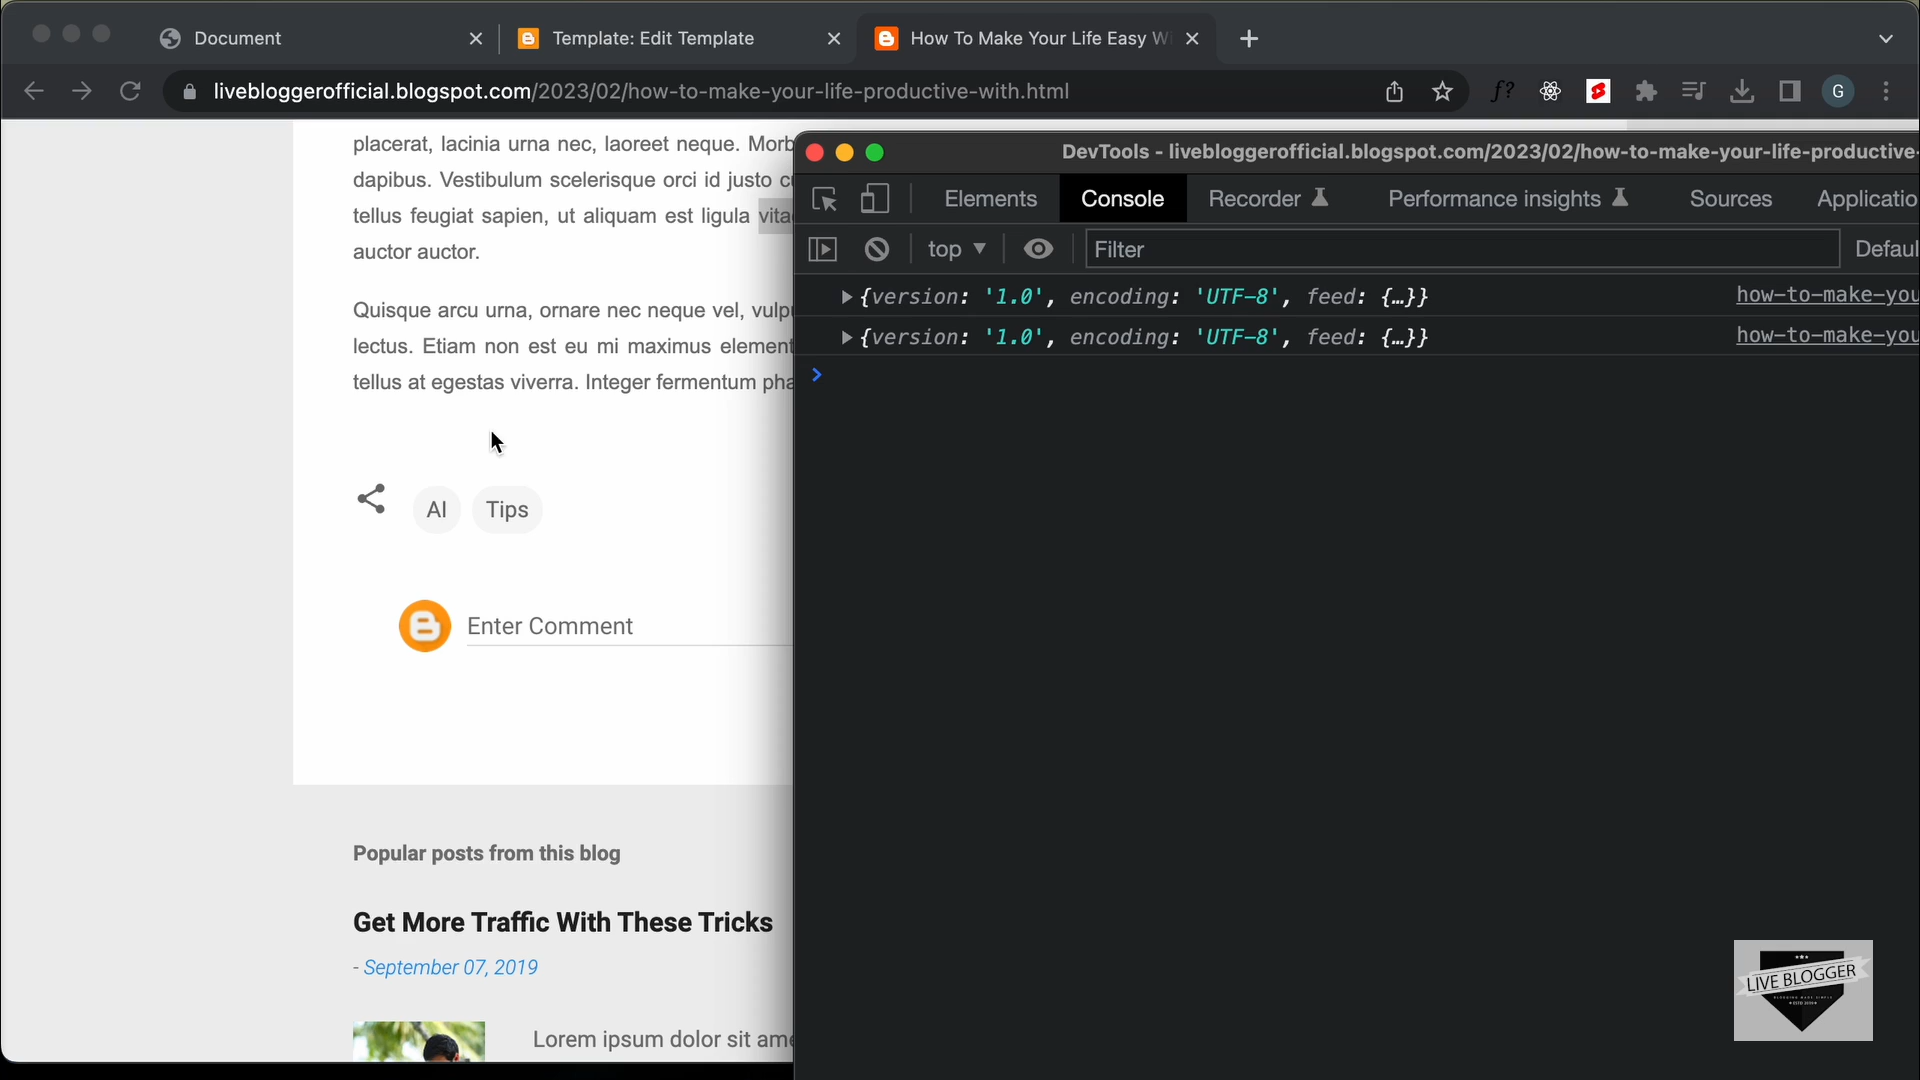 Document
Template: Edit Template
How To Make Your Life Easy Wi
livebloggerofficial.blogspot.com/2023/02/how-to-make-your-life-productive-with.html
f?
G
placerat, lacinia urna nec, laoreet neque. Morb
dapibus. Vestibulum scelerisque orci id justo cu
tellus feugiat sapien, ut aliquam est ligula vitae
auctor auctor.
Quisque arcu urna, ornare nec neque vel, vulpu
lectus. Etiam non est eu mi maximus element
tellus at egestas viverra. Integer fermentum pha
AI
Tips
Enter Comment
Popular posts from this blog
Get More Traffic With These Tricks
- September 07, 2019
Lorem ipsum dolor sit ame
DevTools - livebloggerofficial.blogspot.com/2023/02/how-to-make-your-life-productive-
Elements Console Recorder Performance insights Sources Applicatio
top Filter Defaul
{version: '1.0', encoding: 'UTF-8', feed: {…}} how-to-make-you
{version: '1.0', encoding: 'UTF-8', feed: {…}} how-to-make-you
LIVE BLOGGER